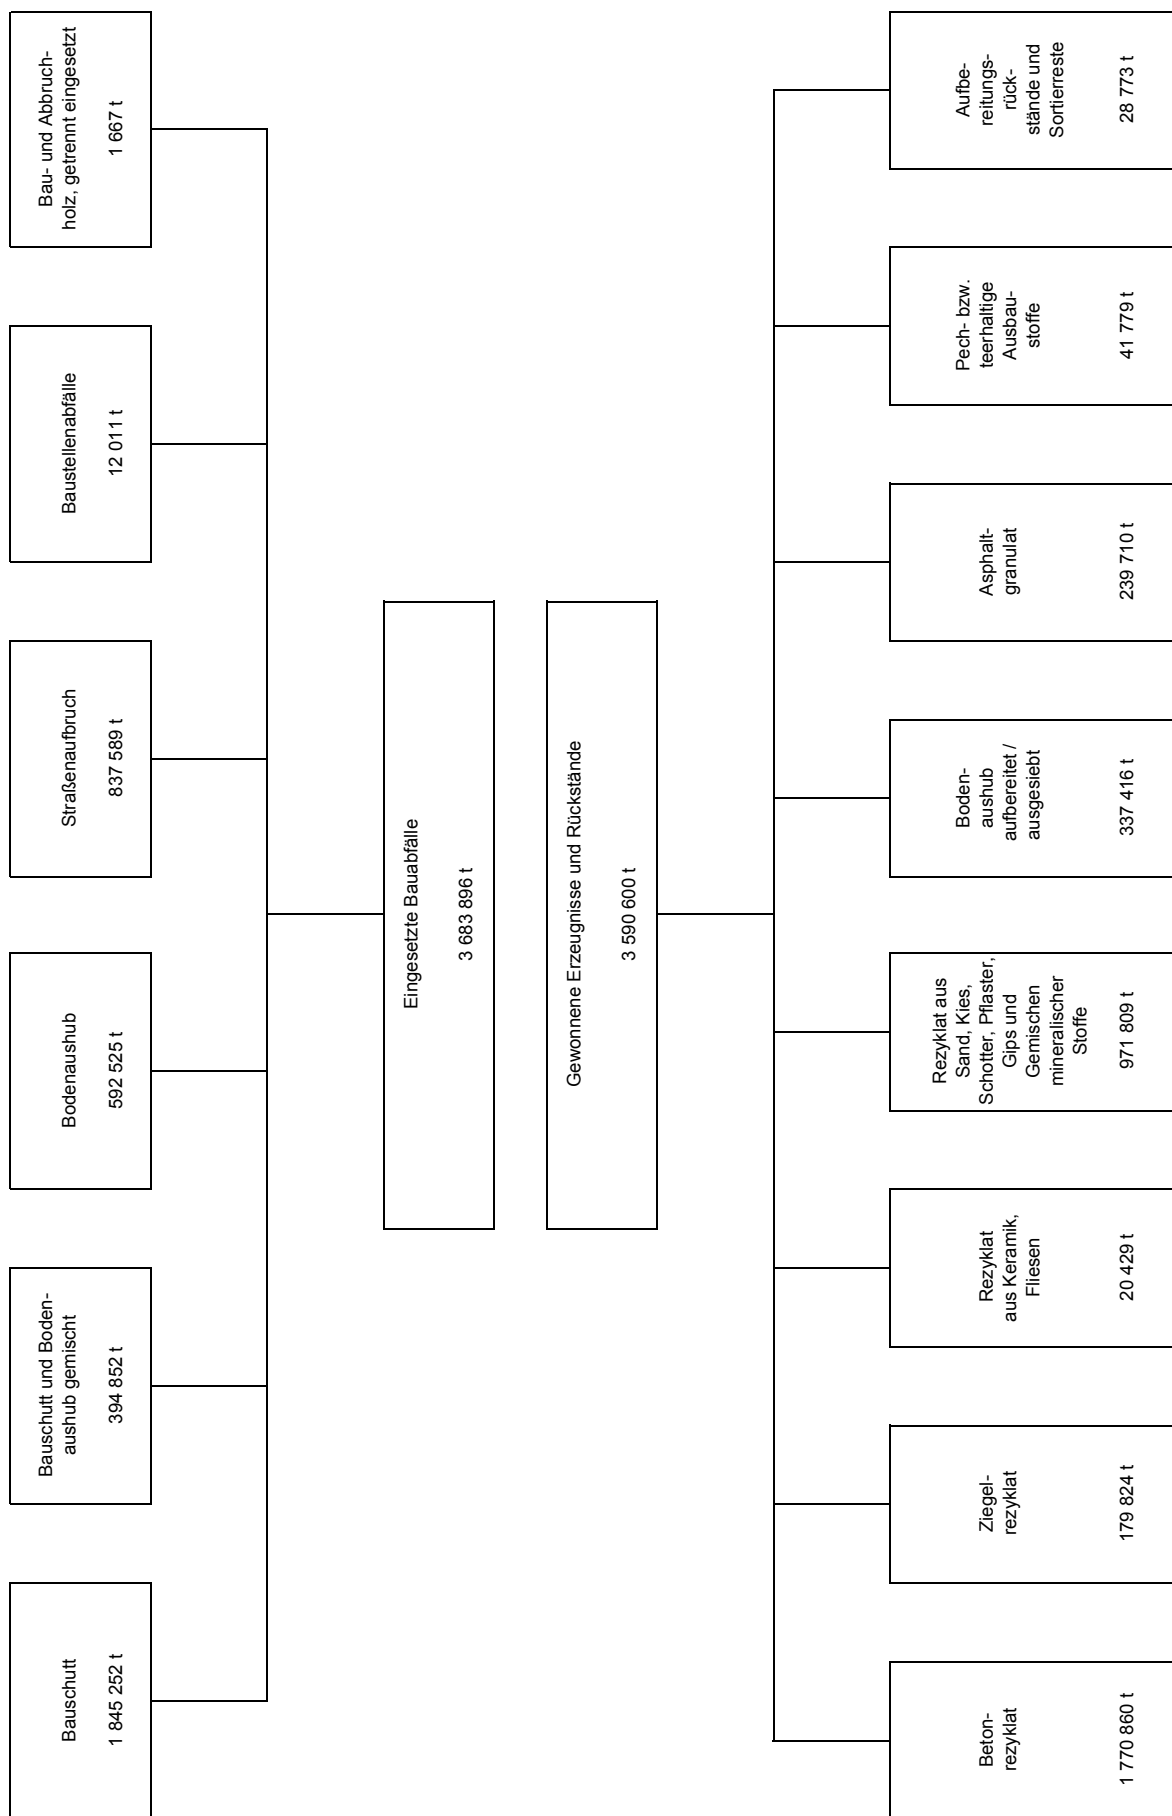 Bauschutt
1 845 252 t
Bauschutt und Boden-
aushub gemischt
394 852 t
Bodenaushub
592 525 t
Straßenaufbruch
837 589 t
Baustellenabfälle
12 011 t
Bau- und Abbruch-
holz, getrennt eingesetzt
1 667 t
Eingesetzte Bauabfälle
3 683 896 t
Gewonnene Erzeugnisse und Rückstände
3 590 600 t
Beton-
rezyklat
1 770 860 t
Ziegel-
rezyklat
179 824 t
Rezyklat
aus Keramik,
Fliesen
20 429 t
Rezyklat aus
Sand, Kies,
Schotter, Pflaster,
Gips und
Gemischen
mineralischer
Stoffe
971 809 t
Boden-
aushub
aufbereitet /
ausgesiebt
337 416 t
Asphalt-
granulat
239 710 t
Pech- bzw.
teerhaltige
Ausbau-
stoffe
41 779 t
Aufbe-
reitungs-
rück-
stände und
Sortierreste
28 773 t